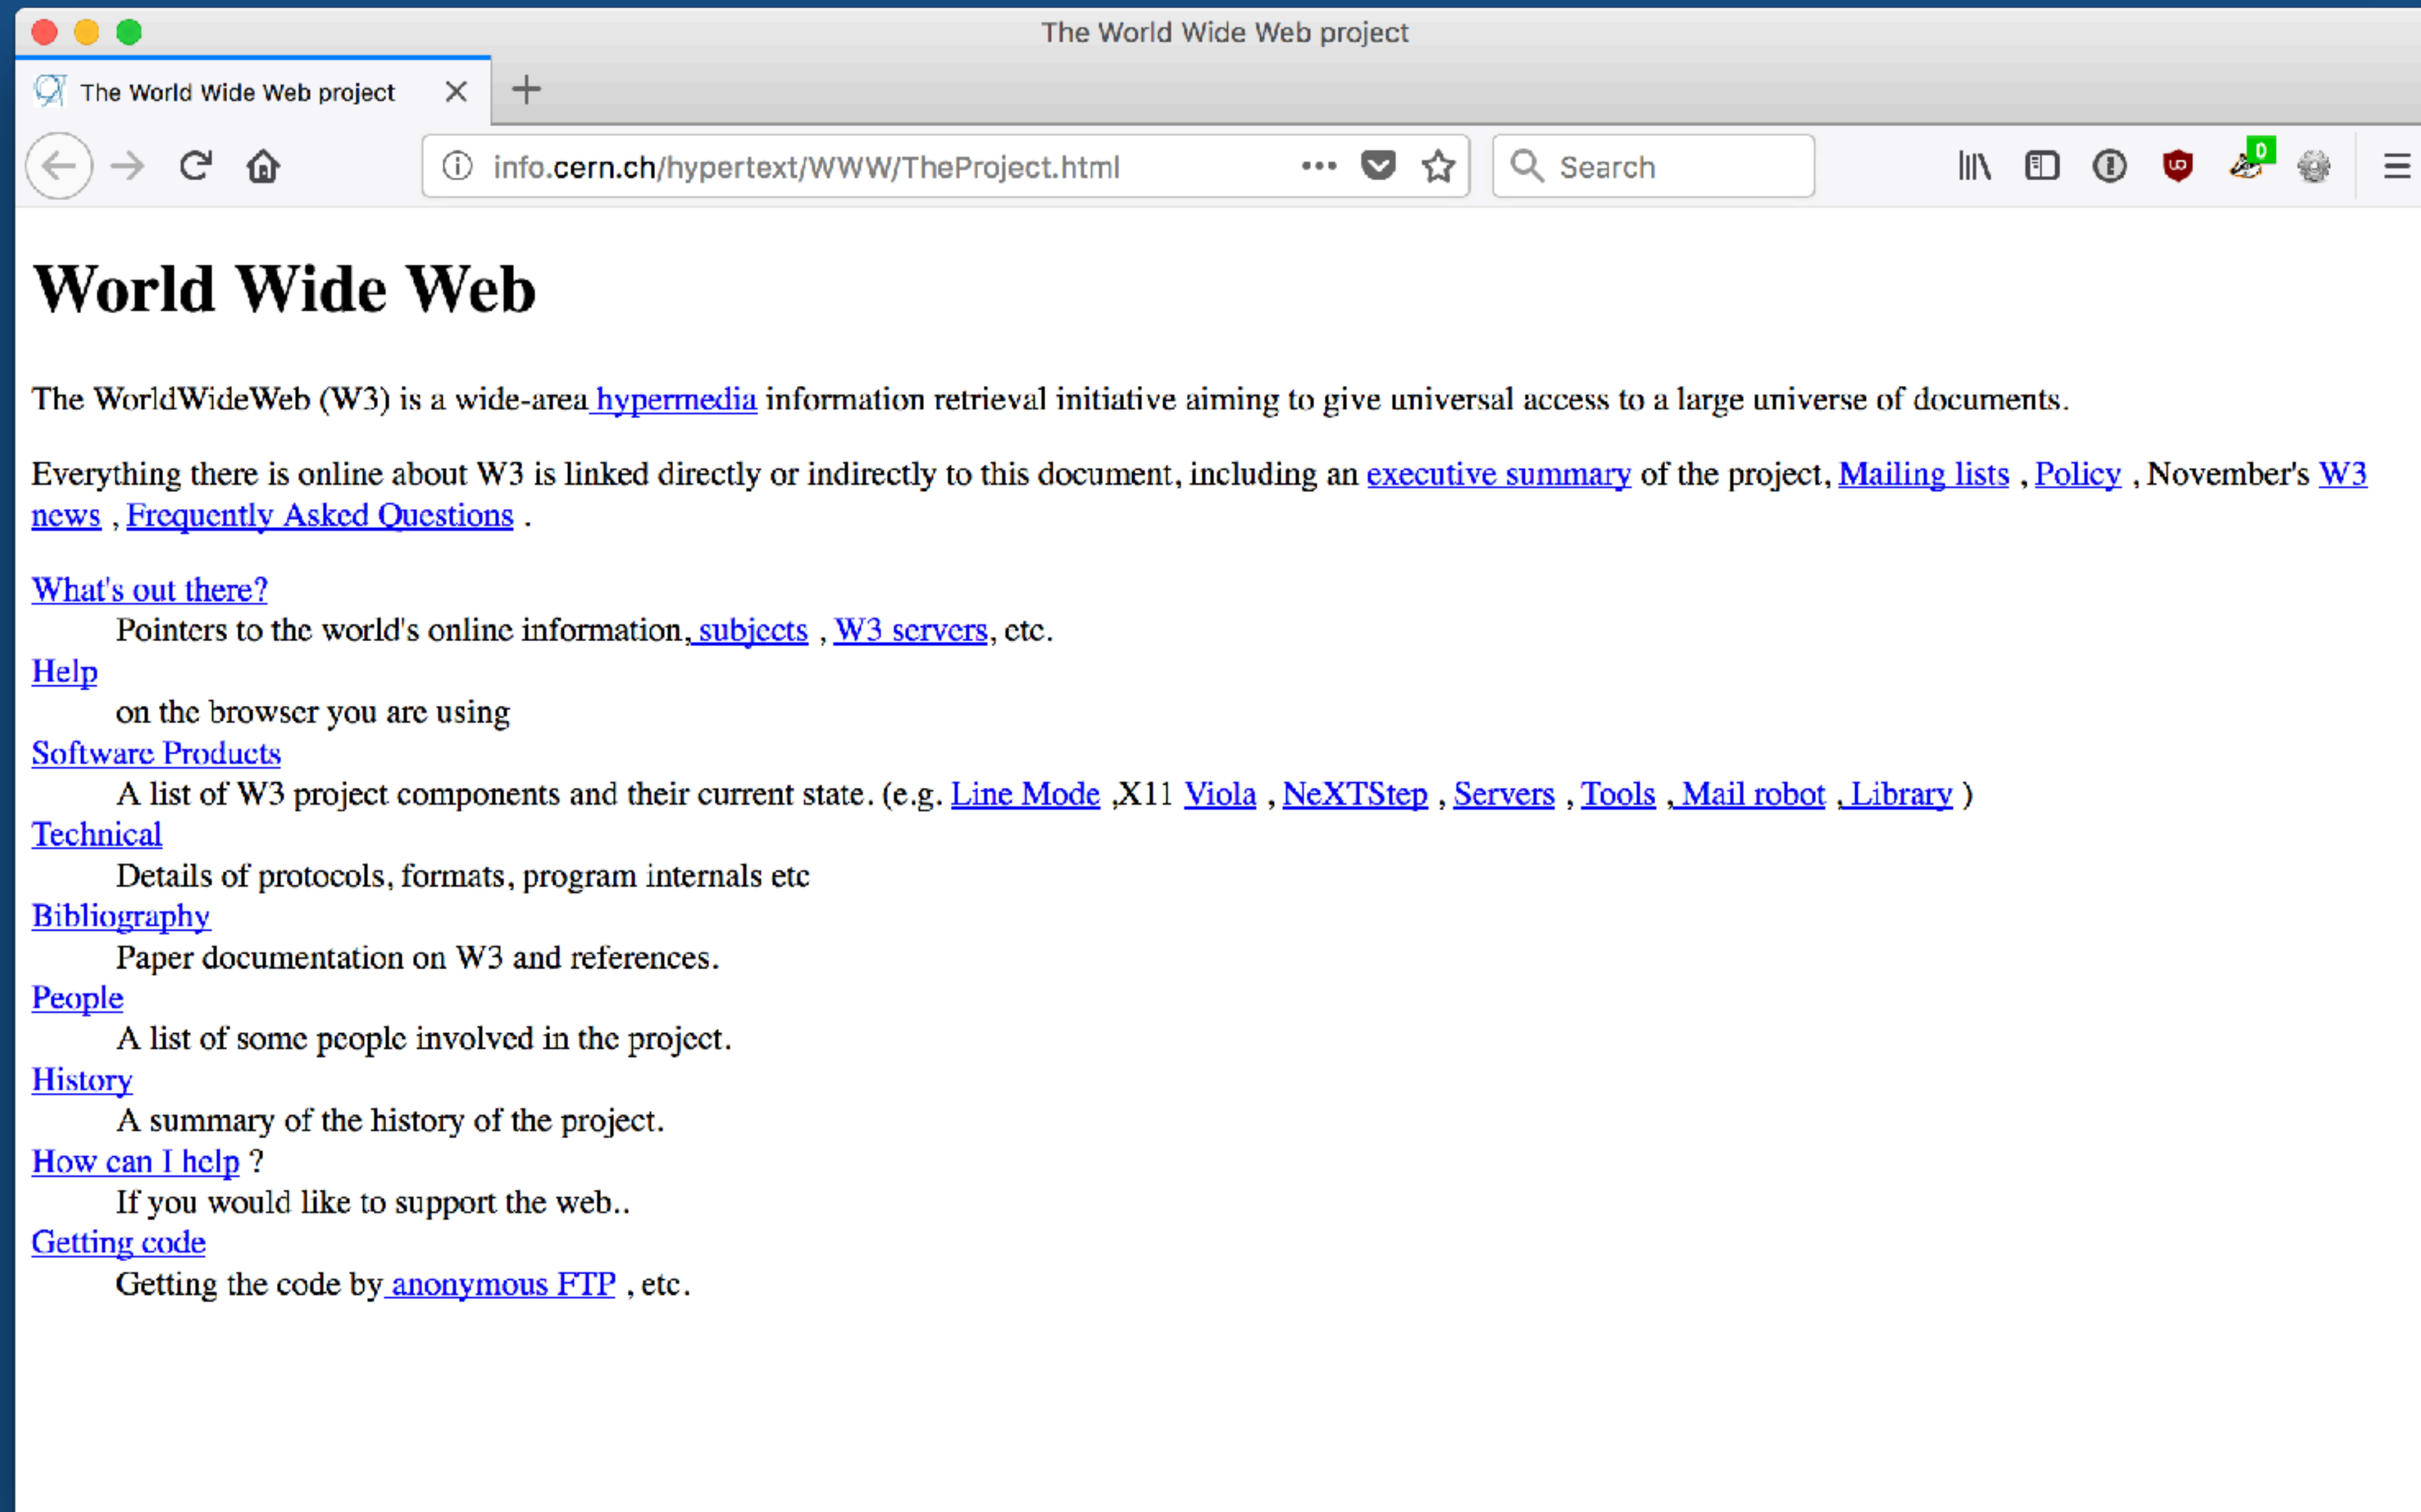 The World Wide Web project
The World Wide Web project
info.cern.ch/hypertext/WWW/TheProject.html
Search
0
World Wide Web
The WorldWideWeb (W3) is a wide-area hypermedia information retrieval initiative aiming to give universal access to a large universe of documents.
Everything there is online about W3 is linked directly or indirectly to this document, including an executive summary of the project, Mailing lists , Policy , November's W3
news , Frequently Asked Questions .
What's out there?
Pointers to the world's online information, subjects , W3 servers, etc.
Help
on the browser you are using
Software Products
A list of W3 project components and their current state. (e.g. Line Mode ,X11 Viola , NeXTStep , Servers , Tools , Mail robot , Library )
Technical
Details of protocols, formats, program internals etc
Bibliography
Paper documentation on W3 and references.
People
A list of some people involved in the project.
History
A summary of the history of the project.
How can I help ?
If you would like to support the web..
Getting code
Getting the code by anonymous FTP , etc.